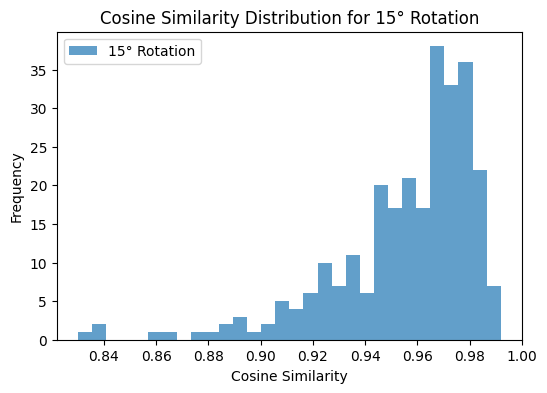 Cosine Similarity Distribution for 15° Rotation
15° Rotation
Frequency
35
30
25
20
15
10
5
0
0.84 0.86 0.88 0.90 0.92 0.94 0.96 0.98 1.00
Cosine Similarity